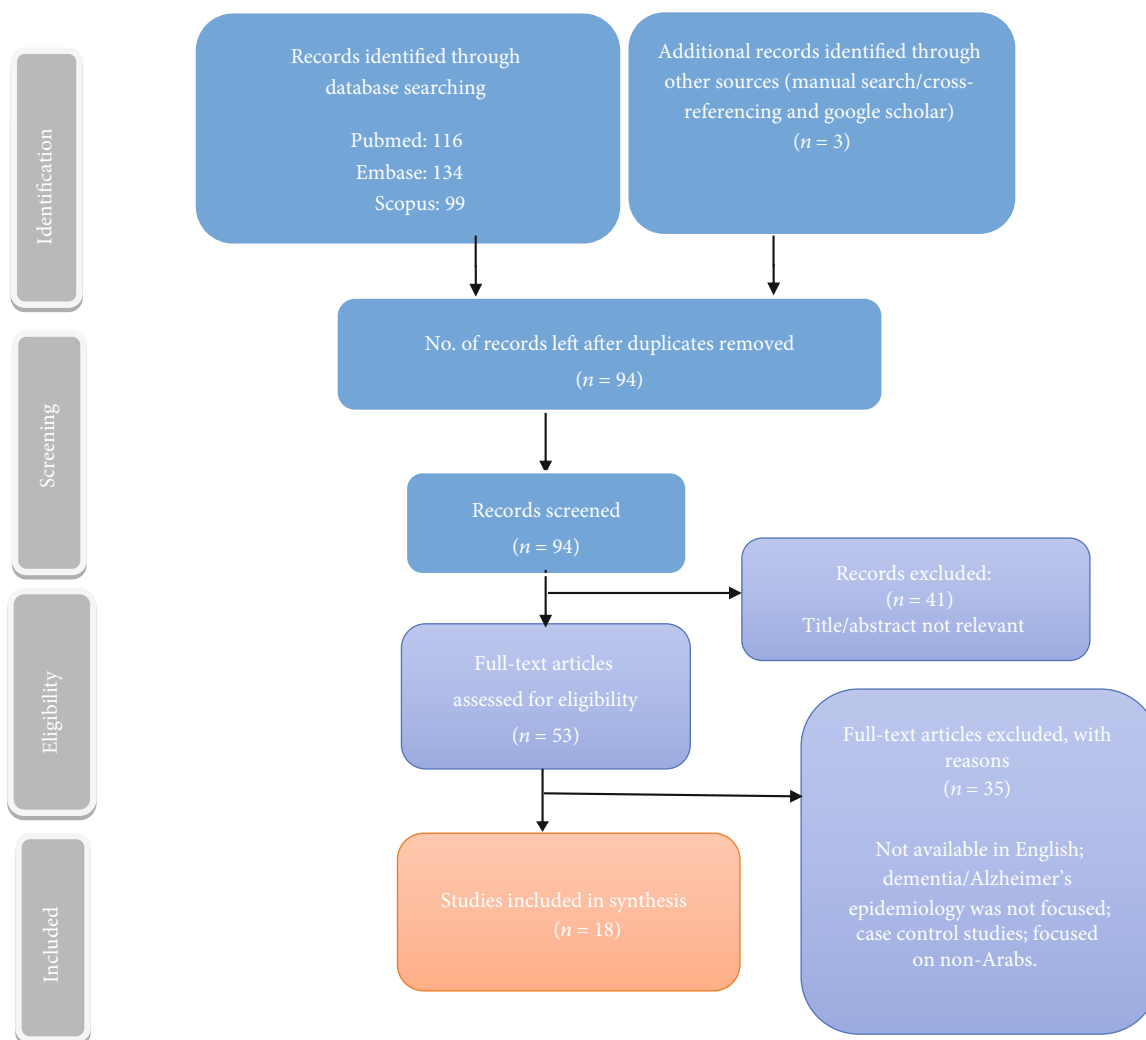 Identification
Records identified through
database searching
Pubmed: 116
Embase: 134
Scopus: 99
Additional records identified through
other sources (manual search/cross-
referencing and google scholar)
(n = 3)
No. of records left after duplicates removed
(n = 94)
Screening
Records screened
(n = 94)
Records excluded:
(n = 41)
Title/abstract not relevant
Eligibility
Full-text articles
assessed for eligibility
(n = 53)
Full-text articles excluded, with
reasons
(n = 35)
Not available in English;
dementia/Alzheimer's
epidemiology was not focused;
case control studies; focused
on non-Arabs.
Included
Studies included in synthesis
(n = 18)